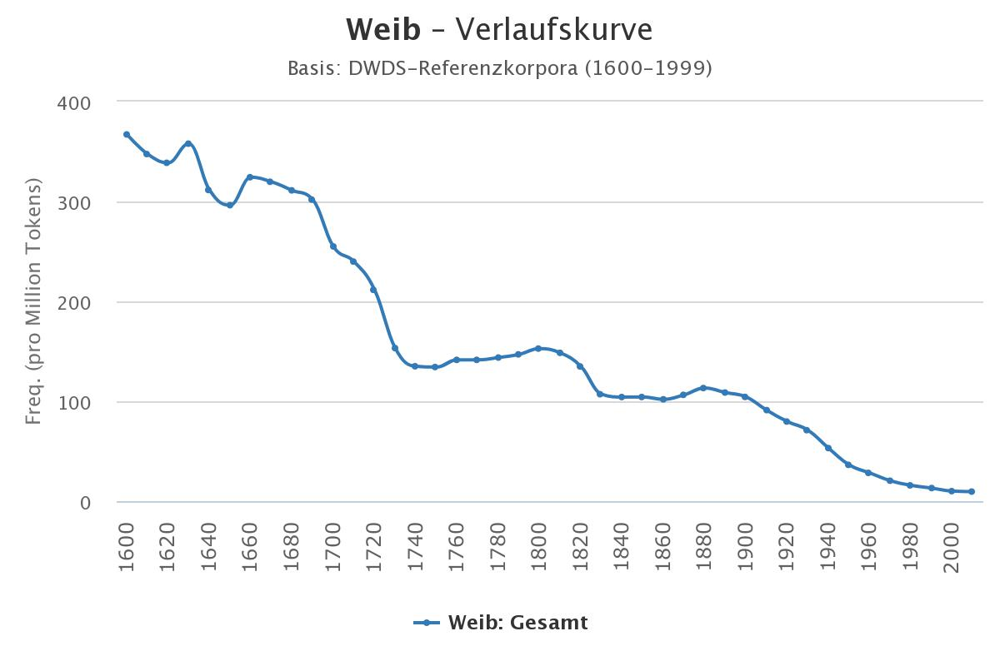 Weib – Verlaufskurve
Basis: DWDS-Referenzkorpora (1600–1999)
Freq. (pro Million Tokens)
400
300
200
100
0
1600 1620 1640 1660 1680 1700 1720 1740 1760 1780 1800 1820 1840 1860 1880 1900 1920 1940 1960 1980 2000
Weib: Gesamt